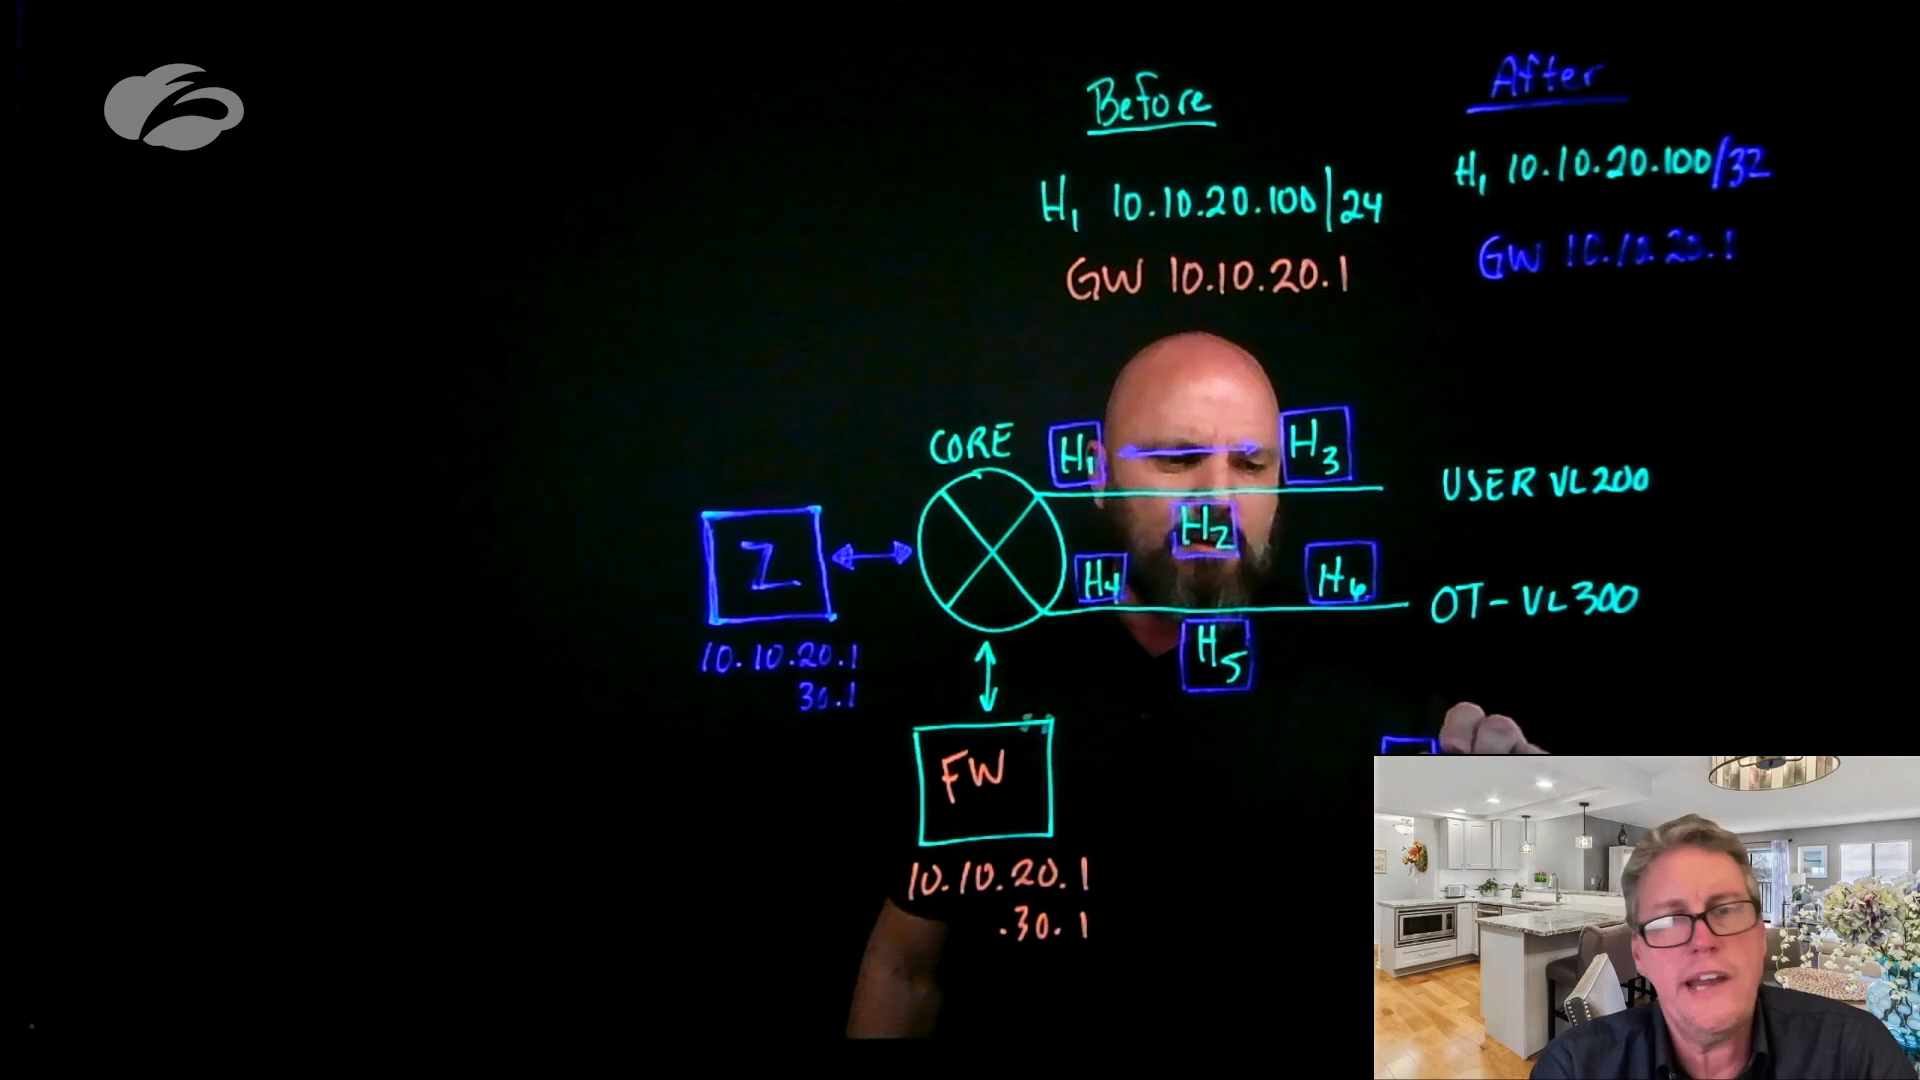 Before
H1 10.10.20.100/24
GW 10.10.20.1
After
H1 10.10.20.100/32
GW 10.10.20.1
CORE
H1
H3
USER VL200
H2
Z
H4
H6
OT-VL300
H5
10.10.20.1
30.1
FW
10.10.20.1
.30.1